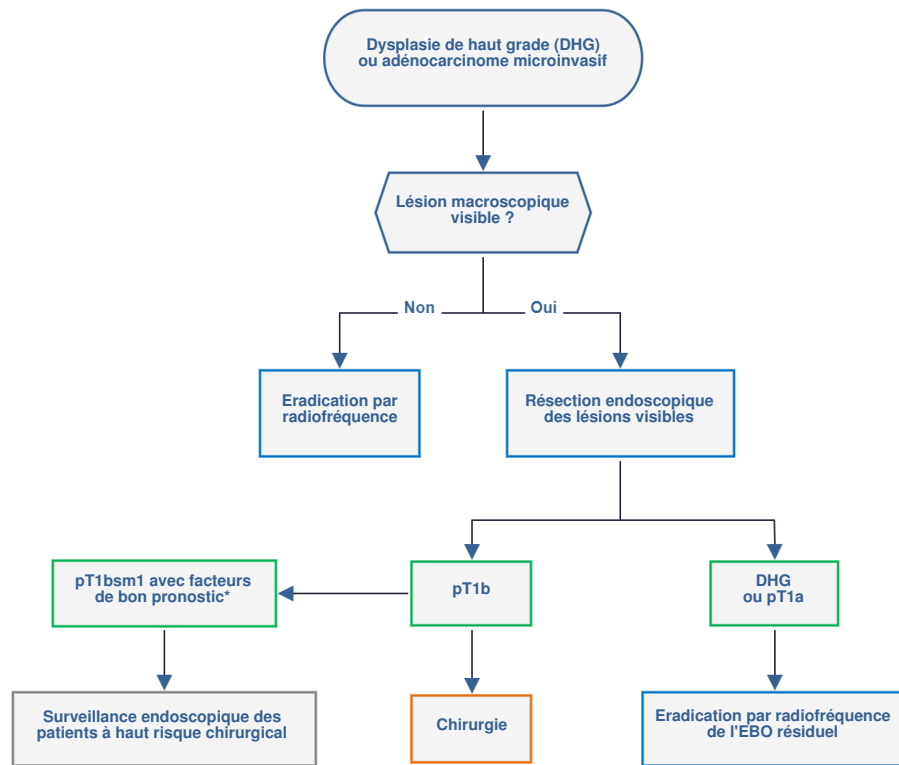 Dysplasie de haut grade (DHG)
ou adénocarcinome microinvasif
Lésion macroscopique
visible ?
Non
Oui
Eradication par
radiofréquence
Résection endoscopique
des lésions visibles
pT1bsm1 avec facteurs
de bon pronostic*
pT1b
DHG
ou pT1a
Surveillance endoscopique des
patients à haut risque chirurgical
Chirurgie
Eradication par radiofréquence
de l'EBO résiduel